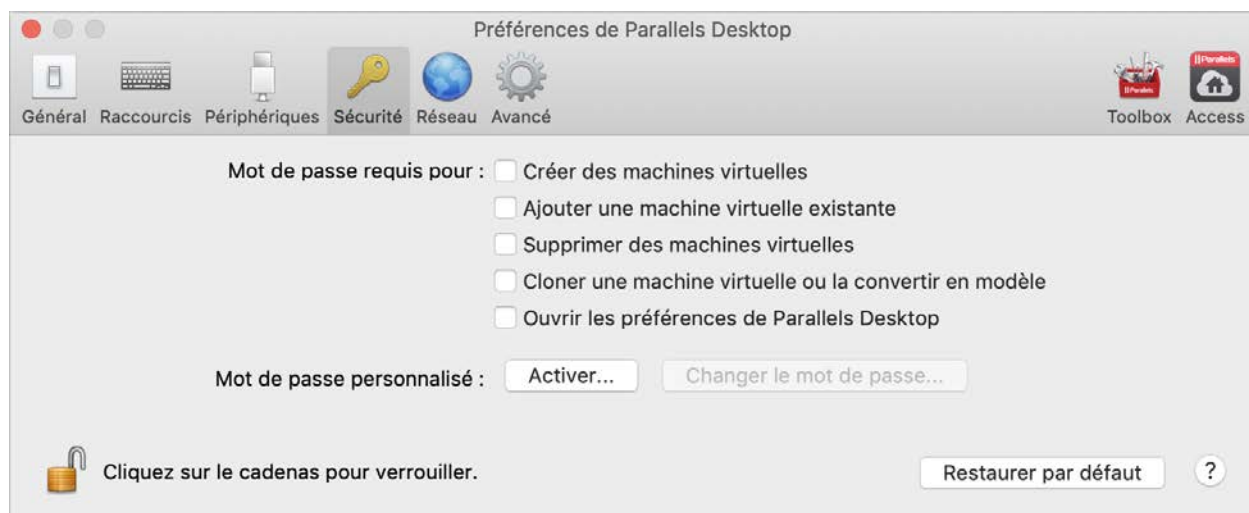 Préférences de Parallels Desktop
|| Parallels
|| Parallels
Général Raccourcis Périphériques Sécurité Réseau Avancé Toolbox Access
Mot de passe requis pour : Créer des machines virtuelles
Ajouter une machine virtuelle existante
Supprimer des machines virtuelles
Cloner une machine virtuelle ou la convertir en modèle
Ouvrir les préférences de Parallels Desktop
Mot de passe personnalisé : Activer... Changer le mot de passe...
Cliquez sur le cadenas pour verrouiller. Restaurer par défaut ?